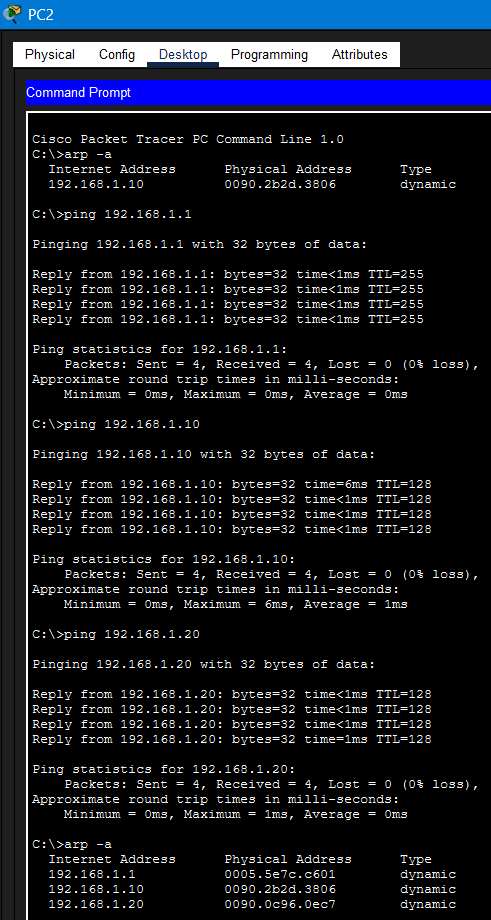 PC2
Physical Config Desktop Programming Attributes
Command Prompt
Cisco Packet Tracer PC Command Line 1.0
C:\>arp -a
Internet Address Physical Address Type
192.168.1.10 0090.2b2d.3806 dynamic
C:\>ping 192.168.1.1
Pinging 192.168.1.1 with 32 bytes of data:
Reply from 192.168.1.1: bytes=32 time<1ms TTL=255
Reply from 192.168.1.1: bytes=32 time<1ms TTL=255
Reply from 192.168.1.1: bytes=32 time<1ms TTL=255
Reply from 192.168.1.1: bytes=32 time<1ms TTL=255
Ping statistics for 192.168.1.1:
Packets: Sent = 4, Received = 4, Lost = 0 (0% loss),
Approximate round trip times in milli-seconds:
Minimum = 0ms, Maximum = 0ms, Average = 0ms
C:\>ping 192.168.1.10
Pinging 192.168.1.10 with 32 bytes of data:
Reply from 192.168.1.10: bytes=32 time=6ms TTL=128
Reply from 192.168.1.10: bytes=32 time<1ms TTL=128
Reply from 192.168.1.10: bytes=32 time<1ms TTL=128
Reply from 192.168.1.10: bytes=32 time<1ms TTL=128
Ping statistics for 192.168.1.10:
Packets: Sent = 4, Received = 4, Lost = 0 (0% loss),
Approximate round trip times in milli-seconds:
Minimum = 0ms, Maximum = 6ms, Average = 1ms
C:\>ping 192.168.1.20
Pinging 192.168.1.20 with 32 bytes of data:
Reply from 192.168.1.20: bytes=32 time<1ms TTL=128
Reply from 192.168.1.20: bytes=32 time<1ms TTL=128
Reply from 192.168.1.20: bytes=32 time<1ms TTL=128
Reply from 192.168.1.20: bytes=32 time=1ms TTL=128
Ping statistics for 192.168.1.20:
Packets: Sent = 4, Received = 4, Lost = 0 (0% loss),
Approximate round trip times in milli-seconds:
Minimum = 0ms, Maximum = 1ms, Average = 0ms
C:\>arp -a
Internet Address Physical Address Type
192.168.1.1 0005.5e7c.c601 dynamic
192.168.1.10 0090.2b2d.3806 dynamic
192.168.1.20 0090.0c96.0ec7 dynamic